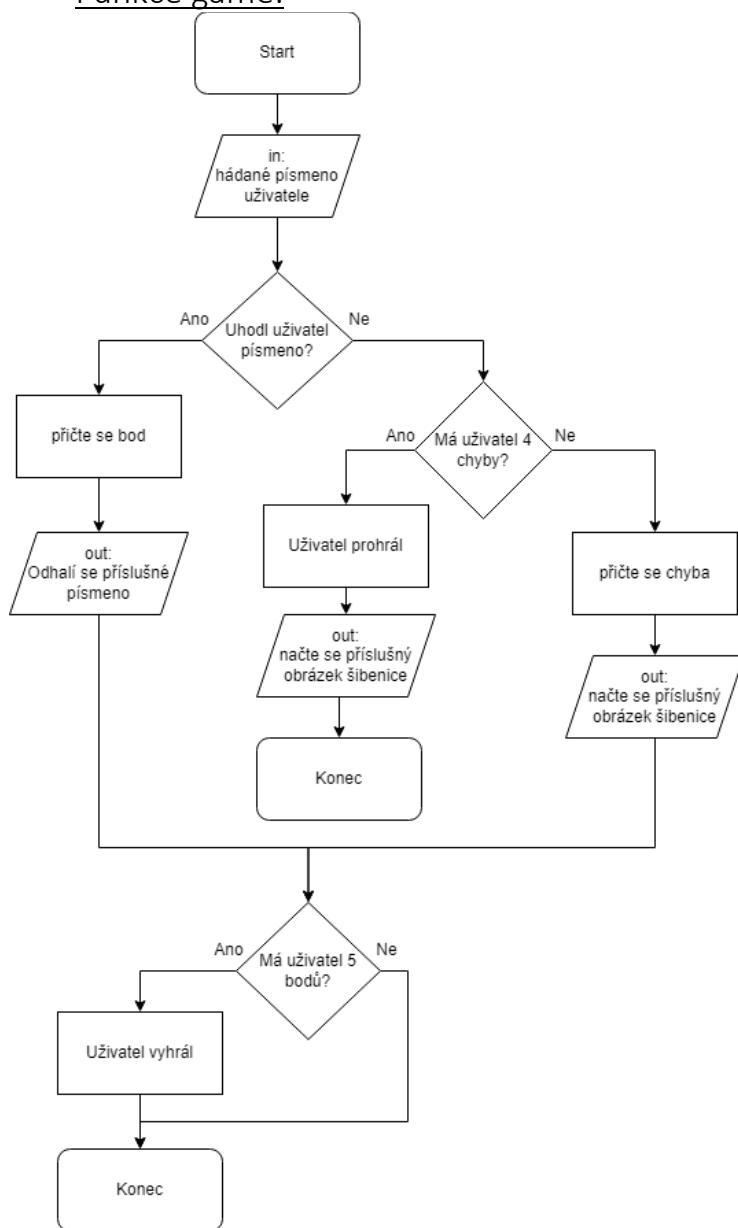 Funkce game:
Start
in:
hádané písmeno
uživatele
Uhodl uživatel
písmeno?
Ano
Ne
přičte se bod
out:
Odhalí se příslušné
písmeno
Má uživatel 4
chyby?
Ano
Ne
Uživatel prohrál
out:
načte se příslušný
obrázek šibenice
Konec
přičte se chyba
out:
načte se příslušný
obrázek šibenice
Má uživatel 5
bodů?
Ano
Ne
Uživatel vyhrál
Konec